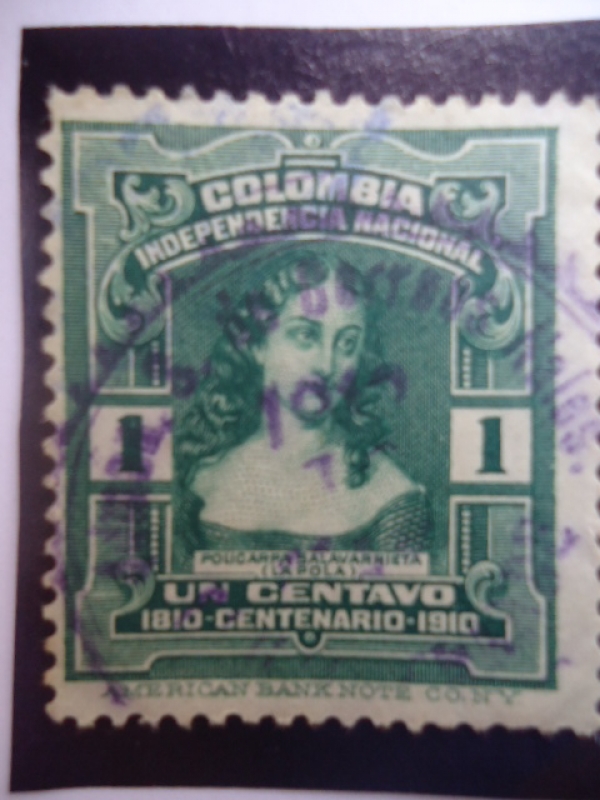 COLOMBIA
INDEPENDENCIA NACIONAL
1 1
POLICARPA SALAVARRIETA
(LA POLA)
UN CENTAVO
1810-CENTENARIO-1910
AMERICAN BANK NOTE CO. N.Y.